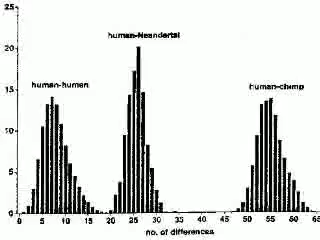 25
human-Neandertal
20
human-human
human-chimp
15
10
5
0
0 5 10 15 20 25 30 35 40 45 50 55 60 65
no. of differences